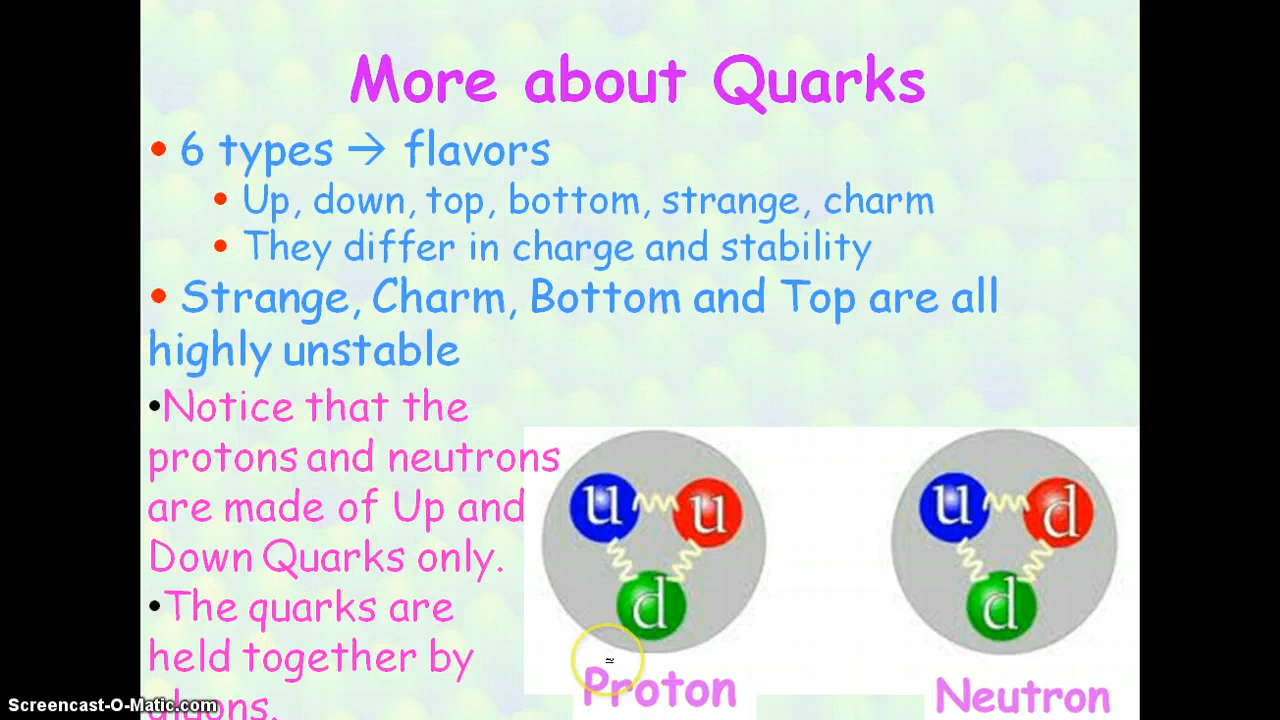 More about Quarks
• 6 types → flavors
• Up, down, top, bottom, strange, charm
• They differ in charge and stability
• Strange, Charm, Bottom and Top are all
highly unstable
•Notice that the
protons and neutrons
are made of Up and
Down Quarks only.
•The quarks are
held together by
gluons.
u u
d
Proton
u d
d
Neutron
Screencast-O-Matic.com